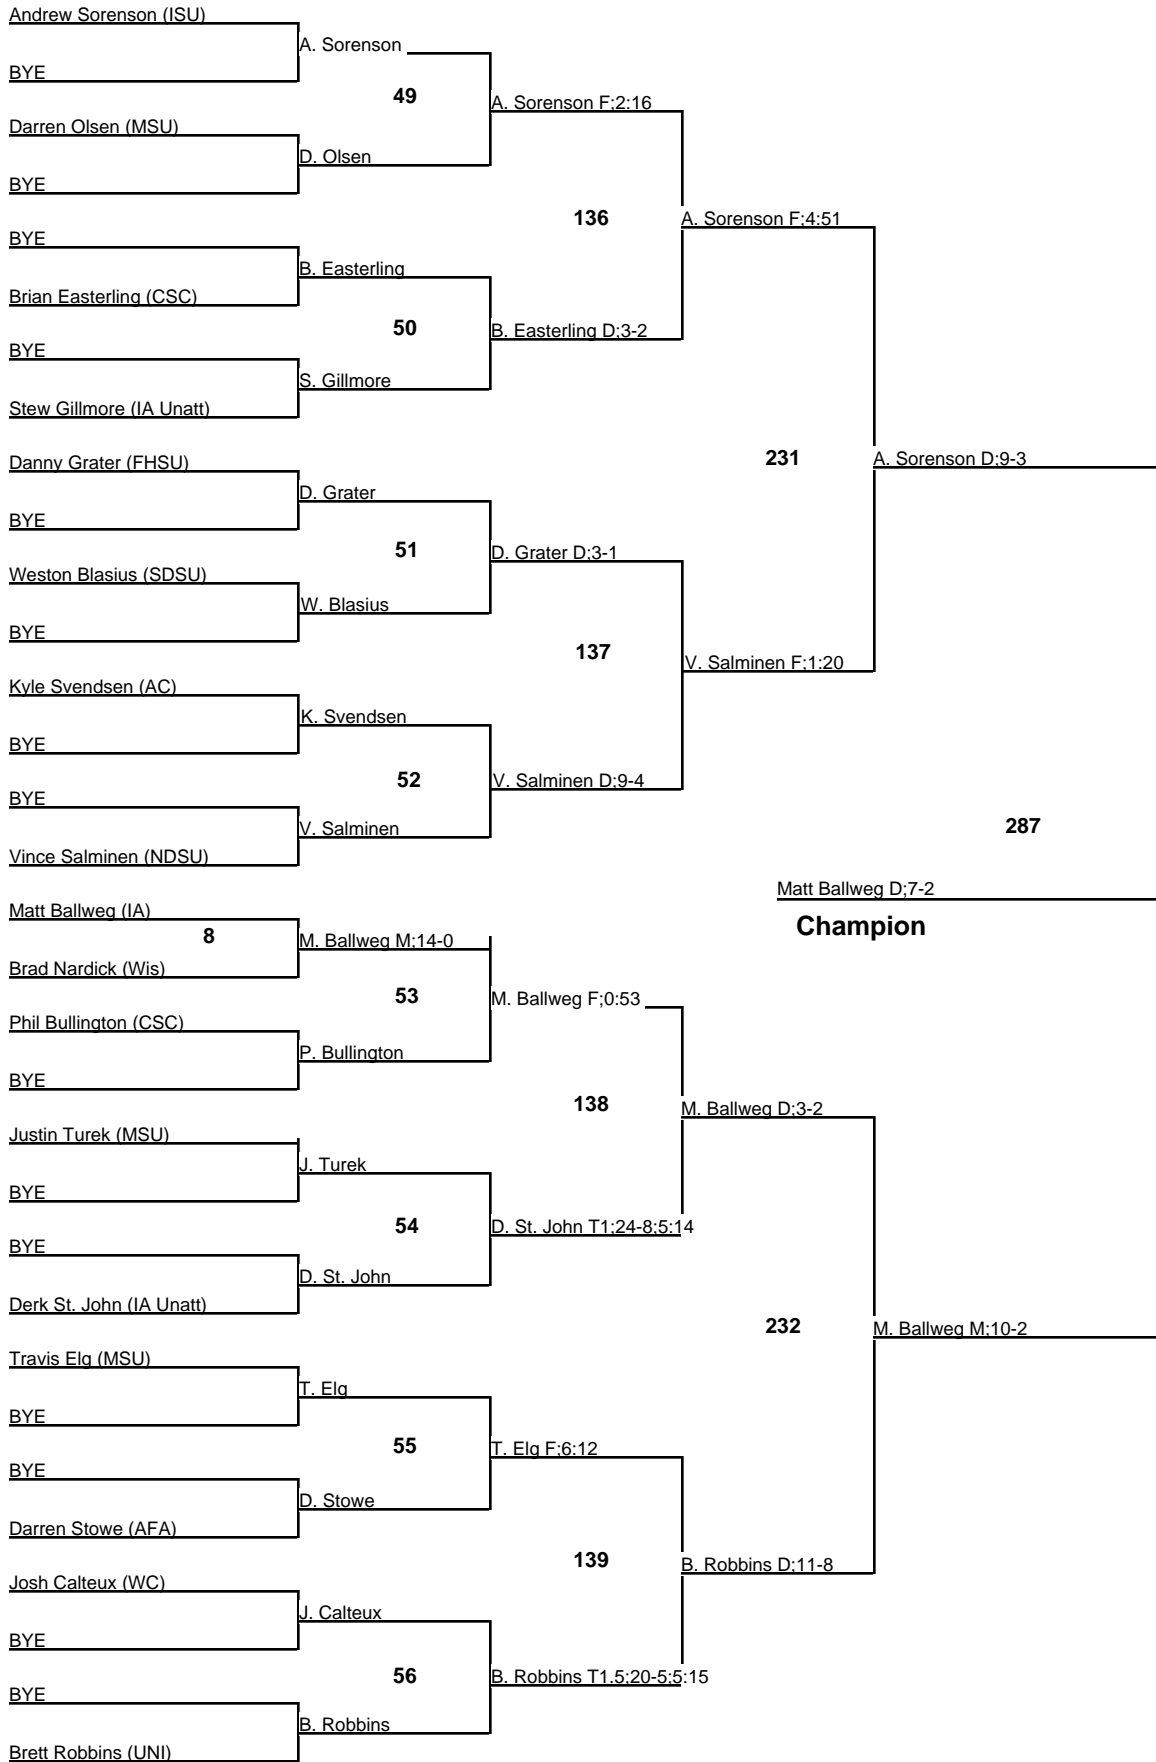 Andrew Sorenson (ISU)
A. Sorenson
BYE
49
A. Sorenson F;2:16
Darren Olsen (MSU)
D. Olsen
BYE
136
A. Sorenson F;4:51
BYE
B. Easterling
Brian Easterling (CSC)
50
B. Easterling D;3-2
BYE
S. Gillmore
Stew Gillmore (IA Unatt)
231
A. Sorenson D;9-3
Danny Grater (FHSU)
D. Grater
BYE
51
D. Grater D;3-1
Weston Blasius (SDSU)
W. Blasius
BYE
137
V. Salminen F;1:20
Kyle Svendsen (AC)
K. Svendsen
BYE
52
V. Salminen D;9-4
BYE
V. Salminen
Vince Salminen (NDSU)
287
Matt Ballweg D;7-2
Champion
Matt Ballweg (IA)
8
M. Ballweg M;14-0
Brad Nardick (Wis)
53
M. Ballweg F;0:53
Phil Bullington (CSC)
P. Bullington
BYE
138
M. Ballweg D;3-2
Justin Turek (MSU)
J. Turek
BYE
54
D. St. John T1;24-8;5:14
BYE
D. St. John
Derk St. John (IA Unatt)
232
M. Ballweg M;10-2
Travis Elg (MSU)
T. Elg
BYE
55
T. Elg F;6:12
BYE
D. Stowe
Darren Stowe (AFA)
139
B. Robbins D;11-8
Josh Calteux (WC)
J. Calteux
BYE
56
B. Robbins T1.5;20-5;5:15
BYE
B. Robbins
Brett Robbins (UNI)